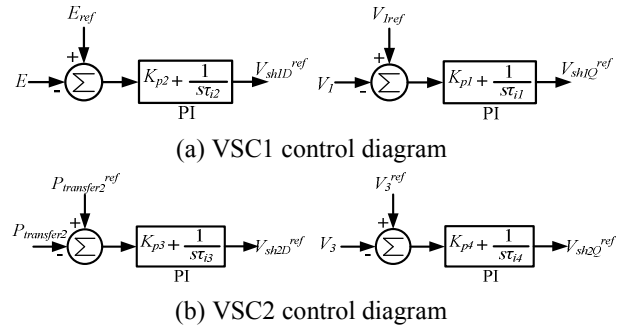 E_ref
+
E
-
Σ
K_p2 + 1/sτ_i2
V_sh1D^ref
PI
V_1ref
+
V_1
-
Σ
K_p1 + 1/sτ_i1
V_sh1Q^ref
PI
(a) VSC1 control diagram
P_transfer2^ref
+
P_transfer2
-
Σ
K_p3 + 1/sτ_i3
V_sh2D^ref
PI
V_3^ref
+
V_3
-
Σ
K_p4 + 1/sτ_i4
V_sh2Q^ref
PI
(b) VSC2 control diagram